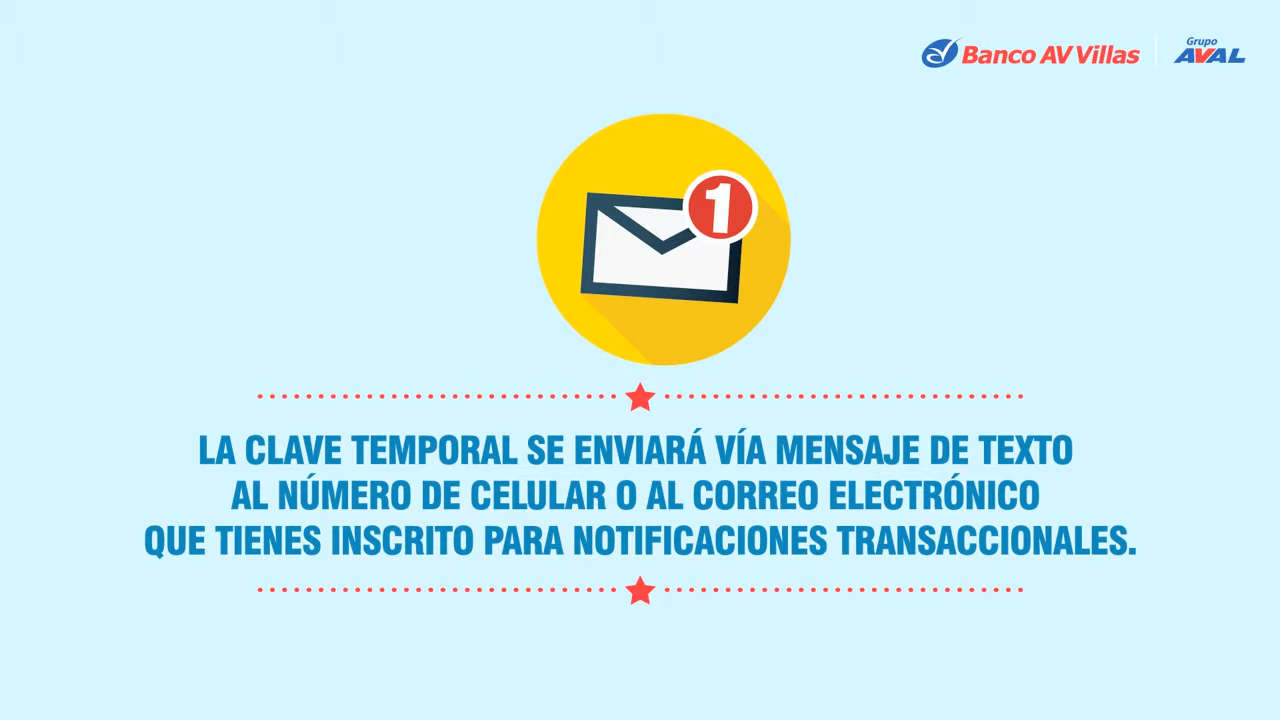 Banco AV Villas
Grupo
AVAL
1
LA CLAVE TEMPORAL SE ENVIARÁ VÍA MENSAJE DE TEXTO
AL NÚMERO DE CELULAR O AL CORREO ELECTRÓNICO
QUE TIENES INSCRITO PARA NOTIFICACIONES TRANSACCIONALES.